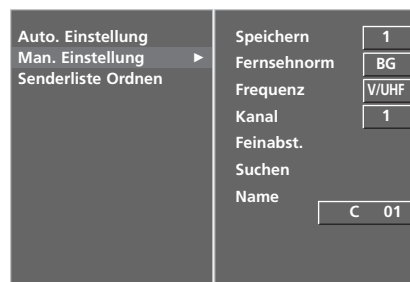 Auto. Einstellung
Man. Einstellung ►
Senderliste Ordnen
Speichern 1
Fernsehnorm BG
Frequenz V/UHF
Kanal 1
Feinabst.
Suchen
Name
C 01